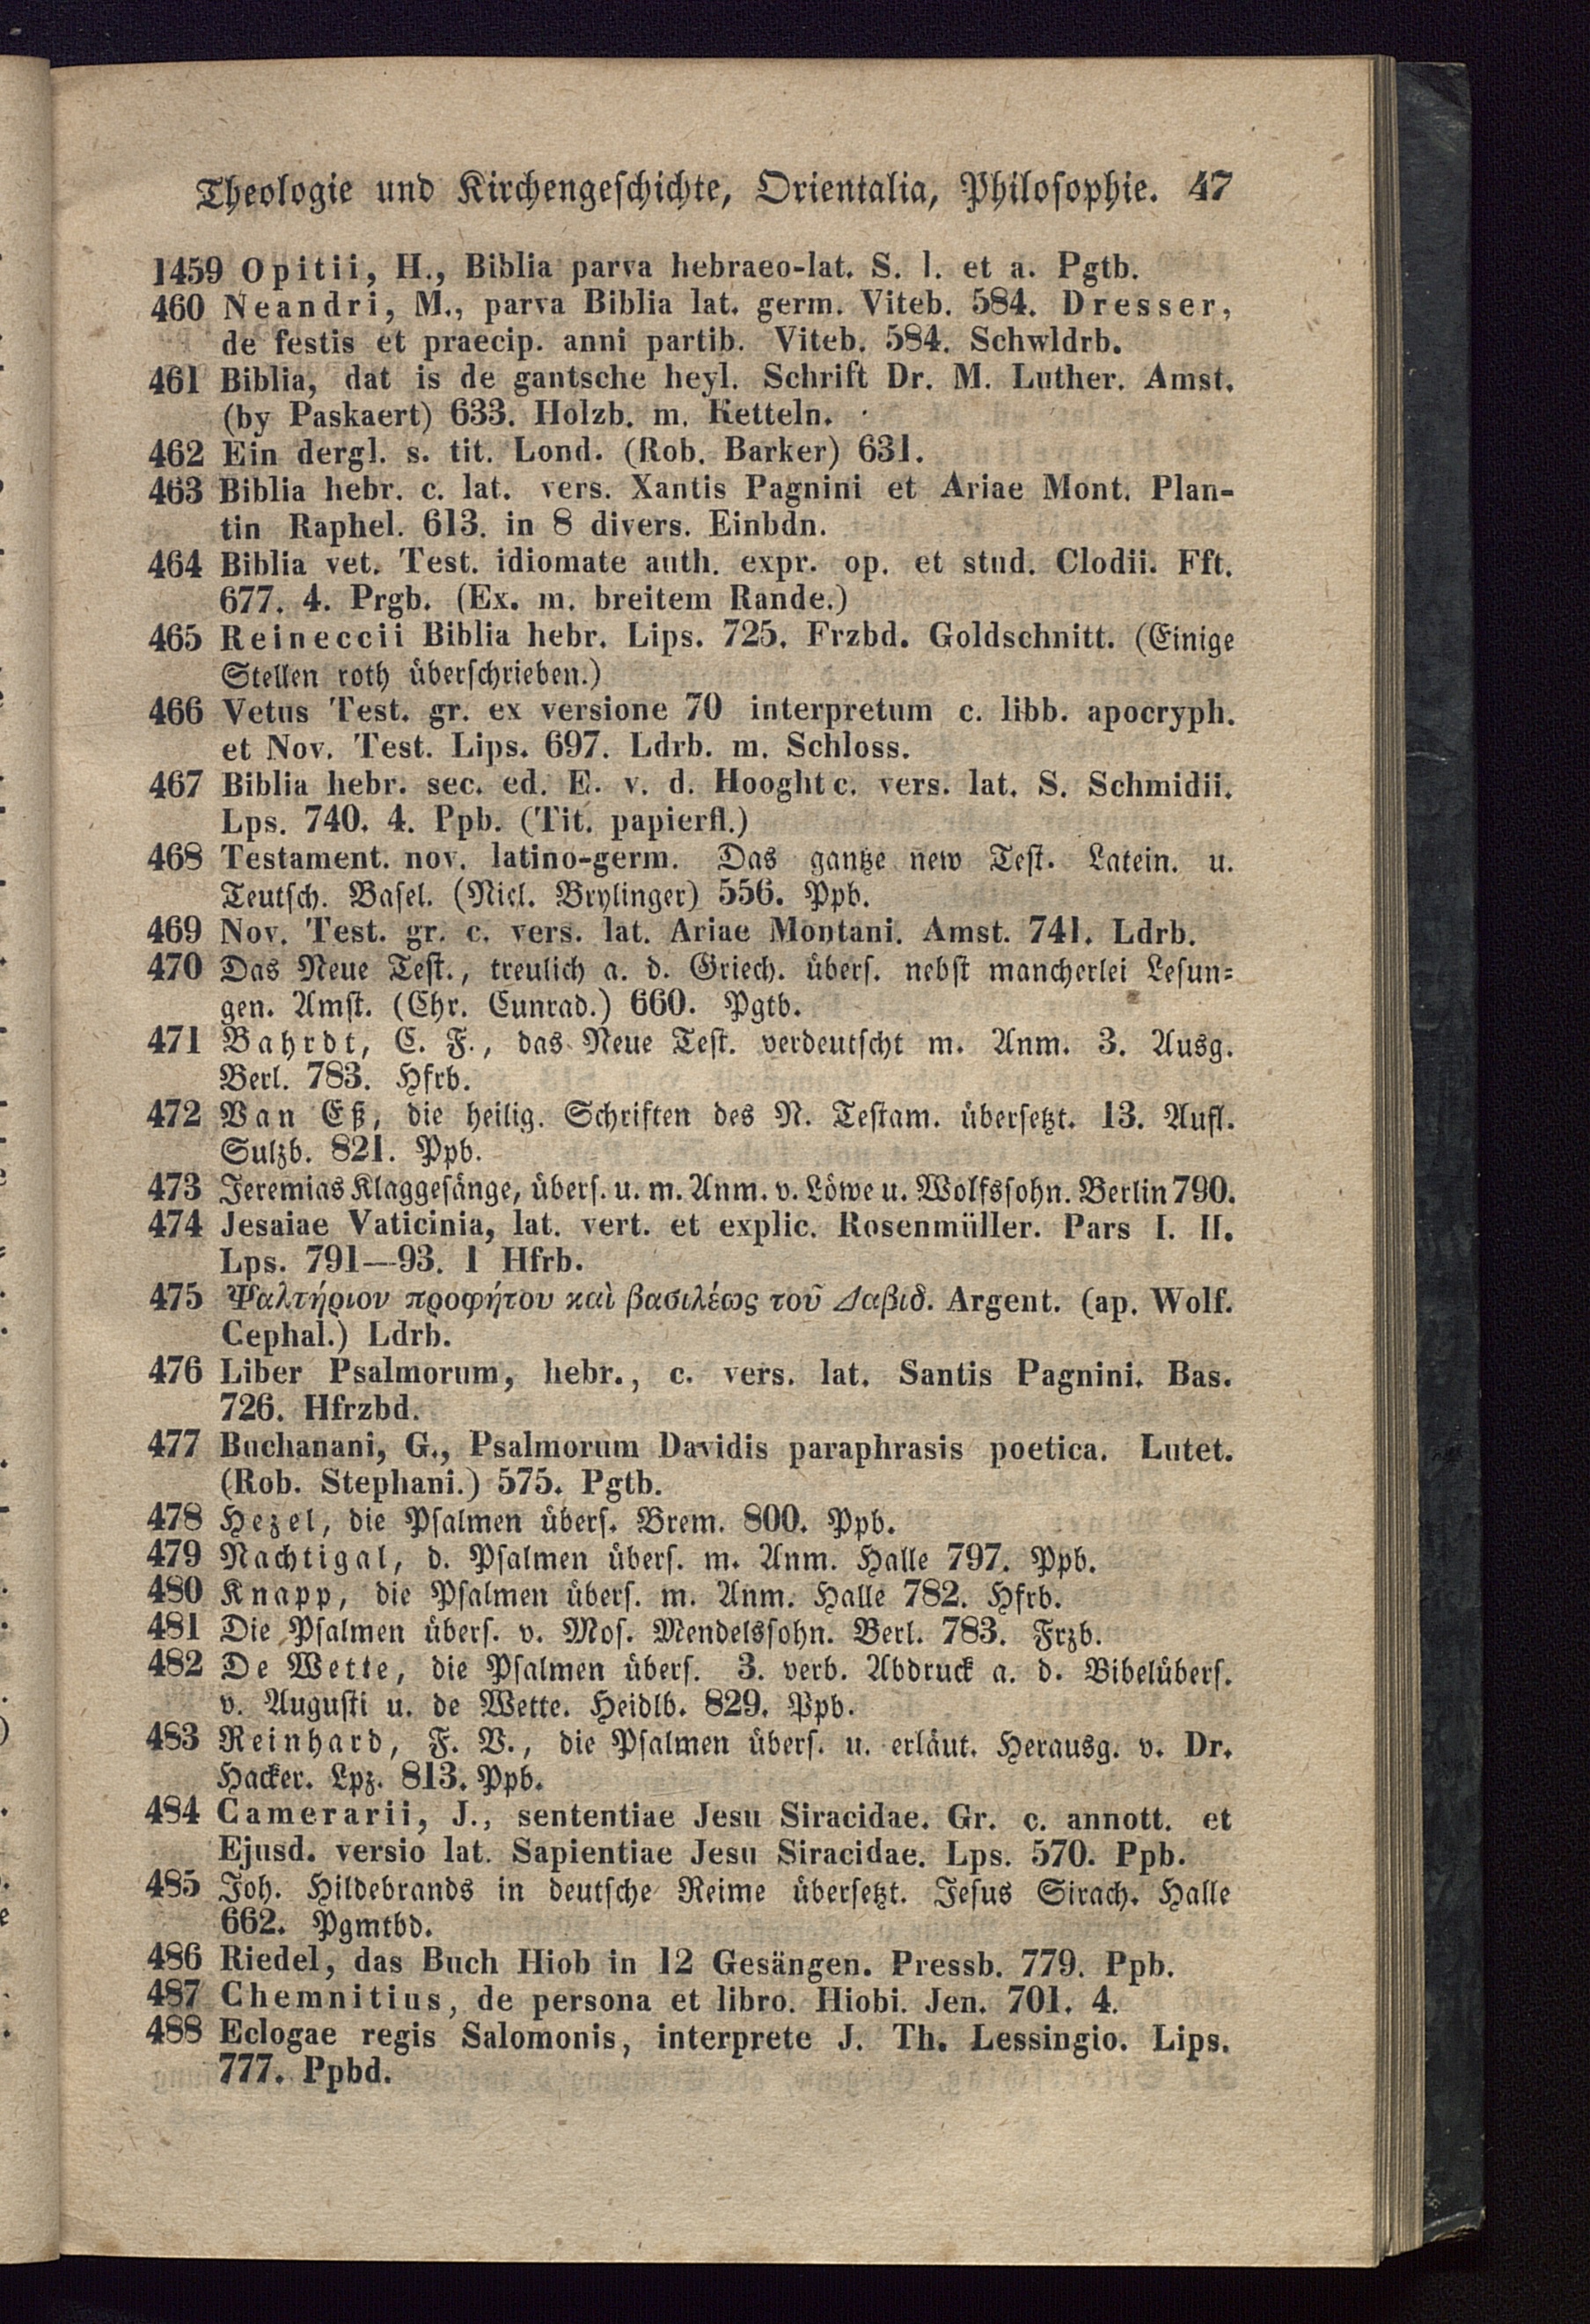 Theologie und Kirchengeschichte, Orientalia, Philosophie. 47
1459 Opitii, H., Biblia parva hebraeo-lat. S. l. et a. Pgtb.
460 Neandri, M., parva Biblia lat. germ. Viteb. 584. Dresser,
de festis et praecip. anni partib. Viteb. 584. Schwldrb.
461 Biblia, dat is de gantsche heyl. Schrift Dr. M. Luther. Amst.
(by Paskaert) 633. Holzb. m. Ketteln.
462 Ein dergl. s. tit. Lond. (Rob. Barker) 631.
463 Biblia hebr. c. lat. vers. Xantis Pagnini et Ariae Mont. Plan-
tin Raphel. 613. in 8 divers. Einbdn.
464 Biblia vet. Test. idiomate auth. expr. op. et stud. Clodii. Fft.
677. 4. Prgb. (Ex. m. breitem Rande.)
465 Reineccii Biblia hebr. Lips. 725. Frzbd. Goldschnitt. (Einige
Stellen roth überschrieben.)
466 Vetus Test. gr. ex versione 70 interpretum c. libb. apocryph.
et Nov. Test. Lips. 697. Ldrb. m. Schloss.
467 Biblia hebr. sec. ed. E. v. d. Hooght c. vers. lat. S. Schmidii.
Lps. 740. 4. Ppb. (Tit. papierfl.)
468 Testament. nov. latino-germ. Das gantze new Test. Latein. u.
Teutsch. Basel. (Nicl. Brylinger) 556. Ppb.
469 Nov. Test. gr. c. vers. lat. Ariae Montani. Amst. 741. Ldrb.
470 Das Neue Test., treulich a. d. Griech. übers. nebst mancherlei Lesun-
gen. Amst. (Chr. Cunrad.) 660. Pgtb.
471 Bahrdt, C. F., das Neue Test. verdeutscht m. Anm. 3. Ausg.
Berl. 783. Hfrb.
472 Van Eß, die heilig. Schriften des N. Testam. übersetzt. 13. Aufl.
Sulzb. 821. Ppb.
473 Jeremias Klaggesänge, übers. u. m. Anm. v. Löwe u. Wolfssohn. Berlin 790.
474 Jesaiae Vaticinia, lat. vert. et explic. Rosenmüller. Pars I. II.
Lps. 791—93. 1 Hfrb.
475 Ψαλτήριον προφήτου καὶ βασιλέως τοῦ Δαβιδ. Argent. (ap. Wolf.
Cephal.) Ldrb.
476 Liber Psalmorum, hebr., c. vers. lat. Santis Pagnini. Bas.
726. Hfrzbd.
477 Buchanani, G., Psalmorum Davidis paraphrasis poetica. Lutet.
(Rob. Stephani.) 575. Pgtb.
478 Hezel, die Psalmen übers. Brem. 800. Ppb.
479 Nachtigal, d. Psalmen übers. m. Anm. Halle 797. Ppb.
480 Knapp, die Psalmen übers. m. Anm. Halle 782. Hfrb.
481 Die Psalmen übers. v. Mos. Mendelssohn. Berl. 783. Frzb.
482 De Wette, die Psalmen übers. 3. verb. Abdruck a. d. Bibelübers.
v. Augusti u. de Wette. Heidlb. 829. Ppb.
483 Reinhard, F. V., die Psalmen übers. u. erläut. Herausg. v. Dr.
Hacker. Lpz. 813. Ppb.
484 Camerarii, J., sententiae Jesu Siracidae. Gr. c. annott. et
Ejusd. versio lat. Sapientiae Jesu Siracidae. Lps. 570. Ppb.
485 Joh. Hildebrands in deutsche Reime übersetzt. Jesus Sirach. Halle
662. Pgmtbd.
486 Riedel, das Buch Hiob in 12 Gesängen. Pressb. 779. Ppb.
487 Chemnitius, de persona et libro. Hiobi. Jen. 701. 4.
488 Eclogae regis Salomonis, interprete J. Th. Lessingio. Lips.
777. Ppbd.